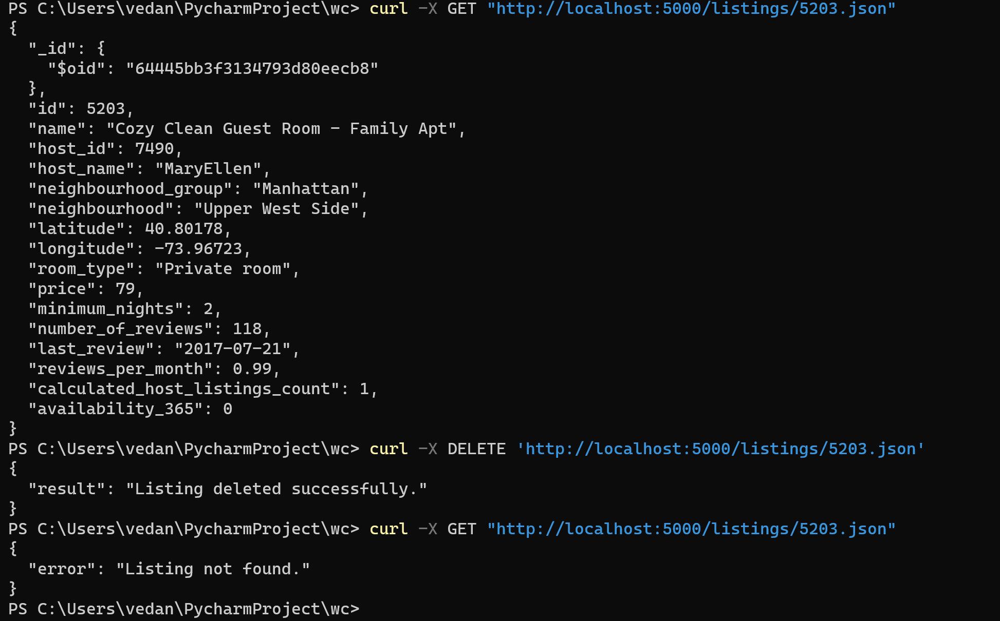 PS C:\Users\vedan\PycharmProject\wc> curl -X GET "http://localhost:5000/listings/5203.json"
{
  "_id": {
    "$oid": "64445bb3f3134793d80eecb8"
  },
  "id": 5203,
  "name": "Cozy Clean Guest Room - Family Apt",
  "host_id": 7490,
  "host_name": "MaryEllen",
  "neighbourhood_group": "Manhattan",
  "neighbourhood": "Upper West Side",
  "latitude": 40.80178,
  "longitude": -73.96723,
  "room_type": "Private room",
  "price": 79,
  "minimum_nights": 2,
  "number_of_reviews": 118,
  "last_review": "2017-07-21",
  "reviews_per_month": 0.99,
  "calculated_host_listings_count": 1,
  "availability_365": 0
}
PS C:\Users\vedan\PycharmProject\wc> curl -X DELETE 'http://localhost:5000/listings/5203.json'
{
  "result": "Listing deleted successfully."
}
PS C:\Users\vedan\PycharmProject\wc> curl -X GET "http://localhost:5000/listings/5203.json"
{
  "error": "Listing not found."
}
PS C:\Users\vedan\PycharmProject\wc>